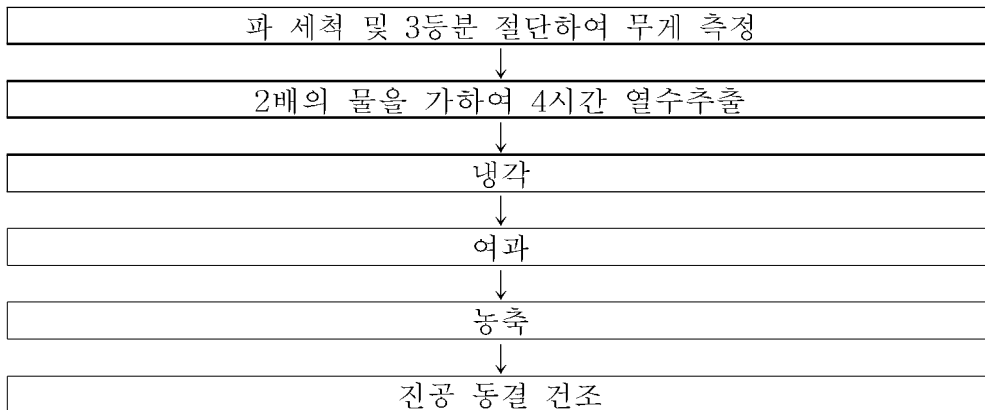 파 세척 및 3등분 절단하여 무게 측정
2배의 물을 가하여 4시간 열수추출
냉각
여과
농축
진공 동결 건조